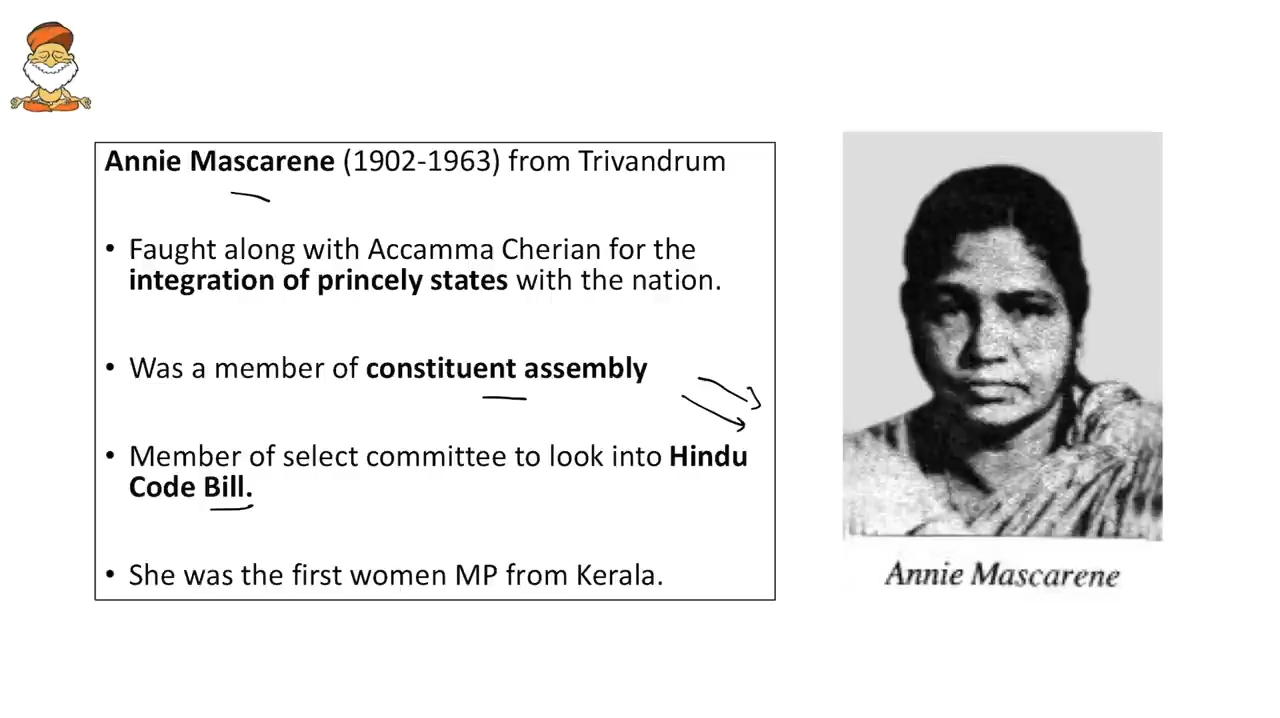 Annie Mascarene (1902-1963) from Trivandrum
• Faught along with Accamma Cherian for the
integration of princely states with the nation.
• Was a member of constituent assembly
• Member of select committee to look into Hindu
Code Bill.
• She was the first women MP from Kerala.
Annie Mascarene